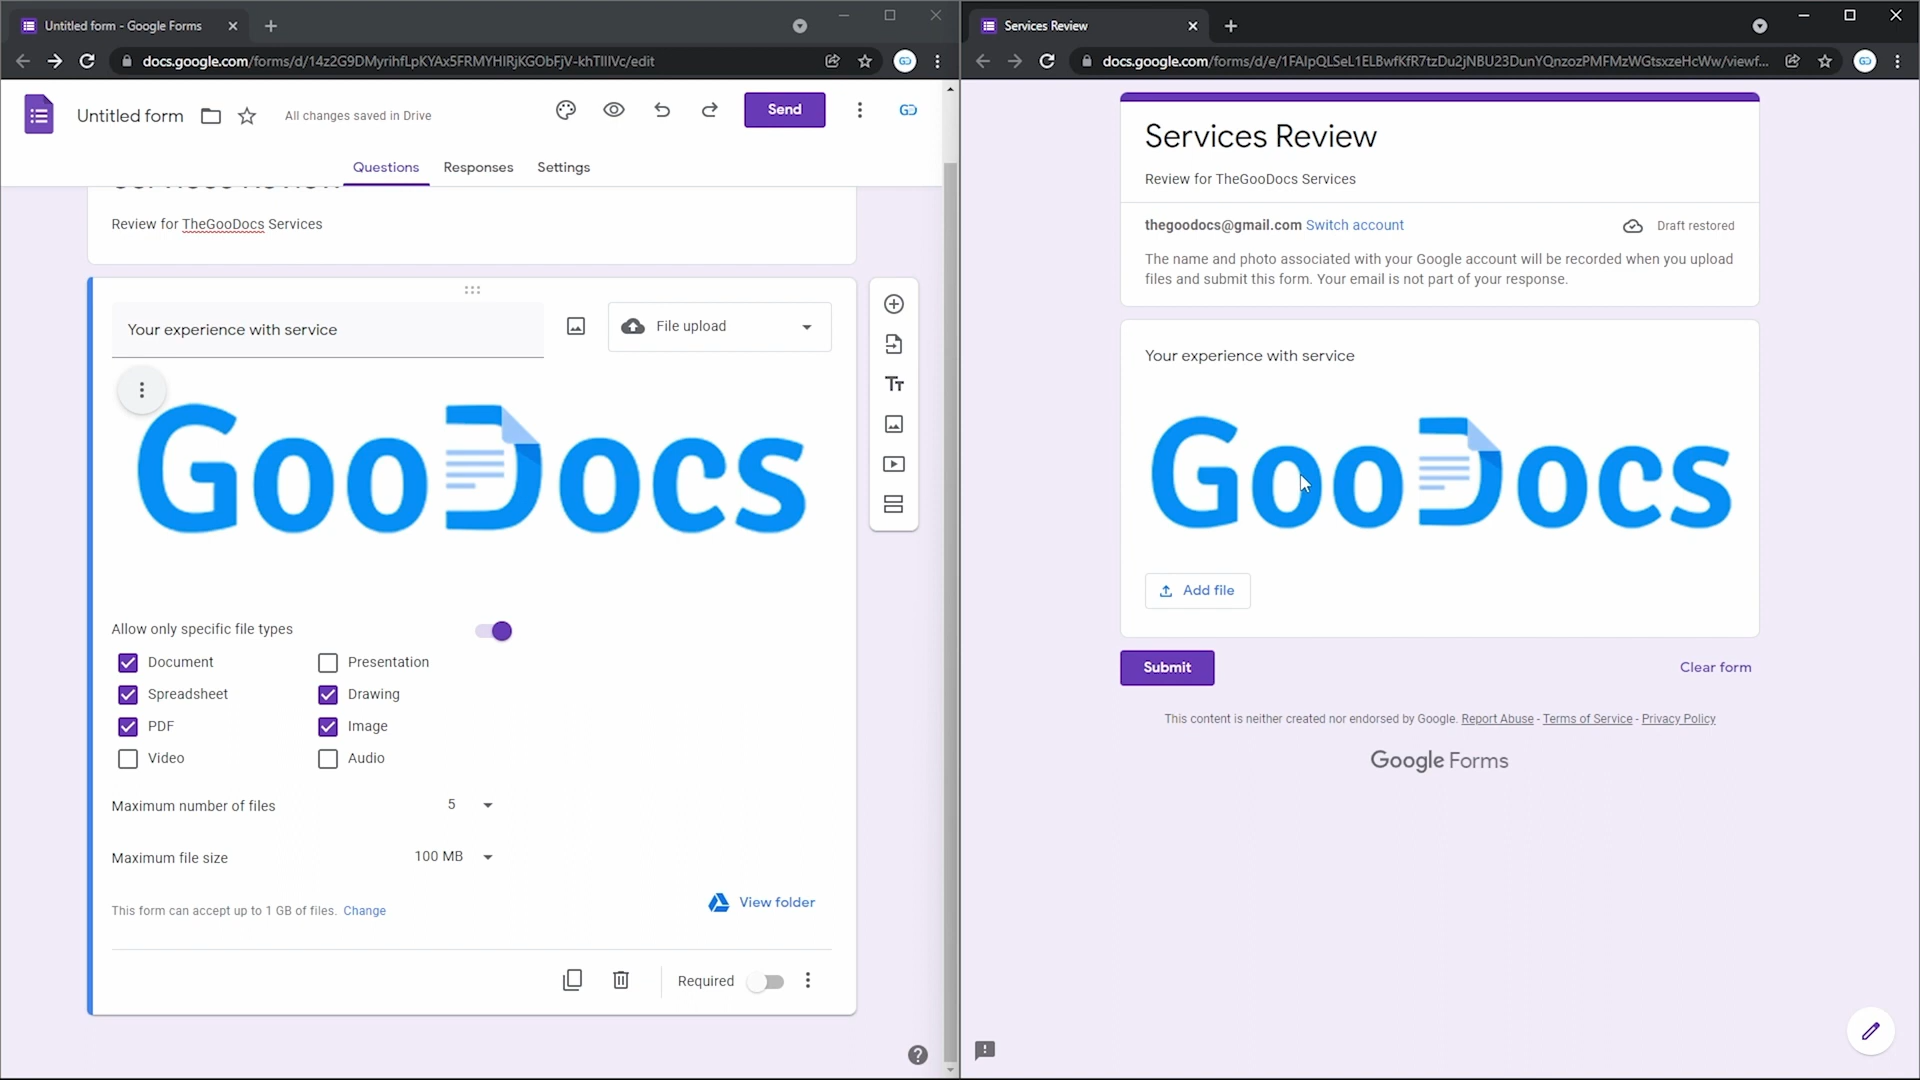 Untitled form - Google Forms
docs.google.com/forms/d/14z2G9DMyrihfLpKYAx5FRMYHIRjKGObFjV-khTIlIVc/edit
Untitled form
All changes saved in Drive
Send
Questions
Responses
Settings
Review for TheGooDocs Services
Your experience with service
File upload
GooDocs
Allow only specific file types
Document
Presentation
Spreadsheet
Drawing
PDF
Image
Video
Audio
Maximum number of files
5
Maximum file size
100 MB
This form can accept up to 1 GB of files. Change
View folder
Required
Services Review
docs.google.com/forms/d/e/1FAIpQLSeL1ELBwfKfR7tzDu2jNBU23DunYQnzozPMFMzWGtsxzeHcWw/viewf...
Services Review
Review for TheGooDocs Services
thegoodocs@gmail.com Switch account
Draft restored
The name and photo associated with your Google account will be recorded when you upload
files and submit this form. Your email is not part of your response.
Your experience with service
GooDocs
Add file
Submit
Clear form
This content is neither created nor endorsed by Google. Report Abuse - Terms of Service - Privacy Policy
Google Forms